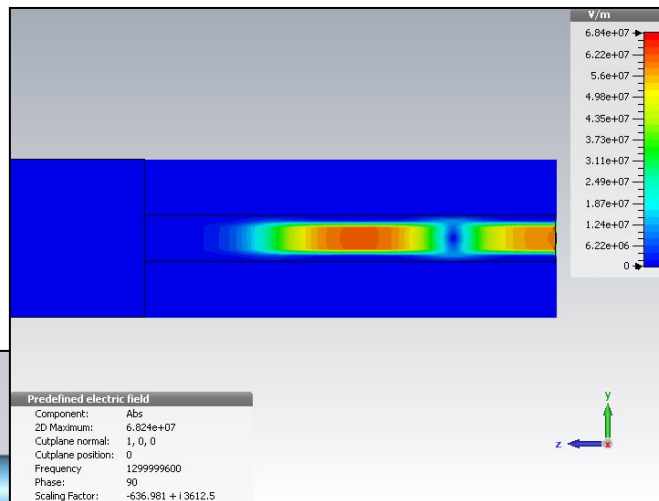 V/m
6.84e+07
6.22e+07
5.6e+07
4.98e+07
4.35e+07
3.73e+07
3.11e+07
2.49e+07
1.87e+07
1.24e+07
6.22e+06
0
Predefined electric field
Component: Abs
2D Maximum: 6.824e+07
Cutplane normal: 1, 0, 0
Cutplane position: 0
Frequency 1299999600
Phase: 90
Scaling Factor: -636.981 + i 3612.5
y
z
x